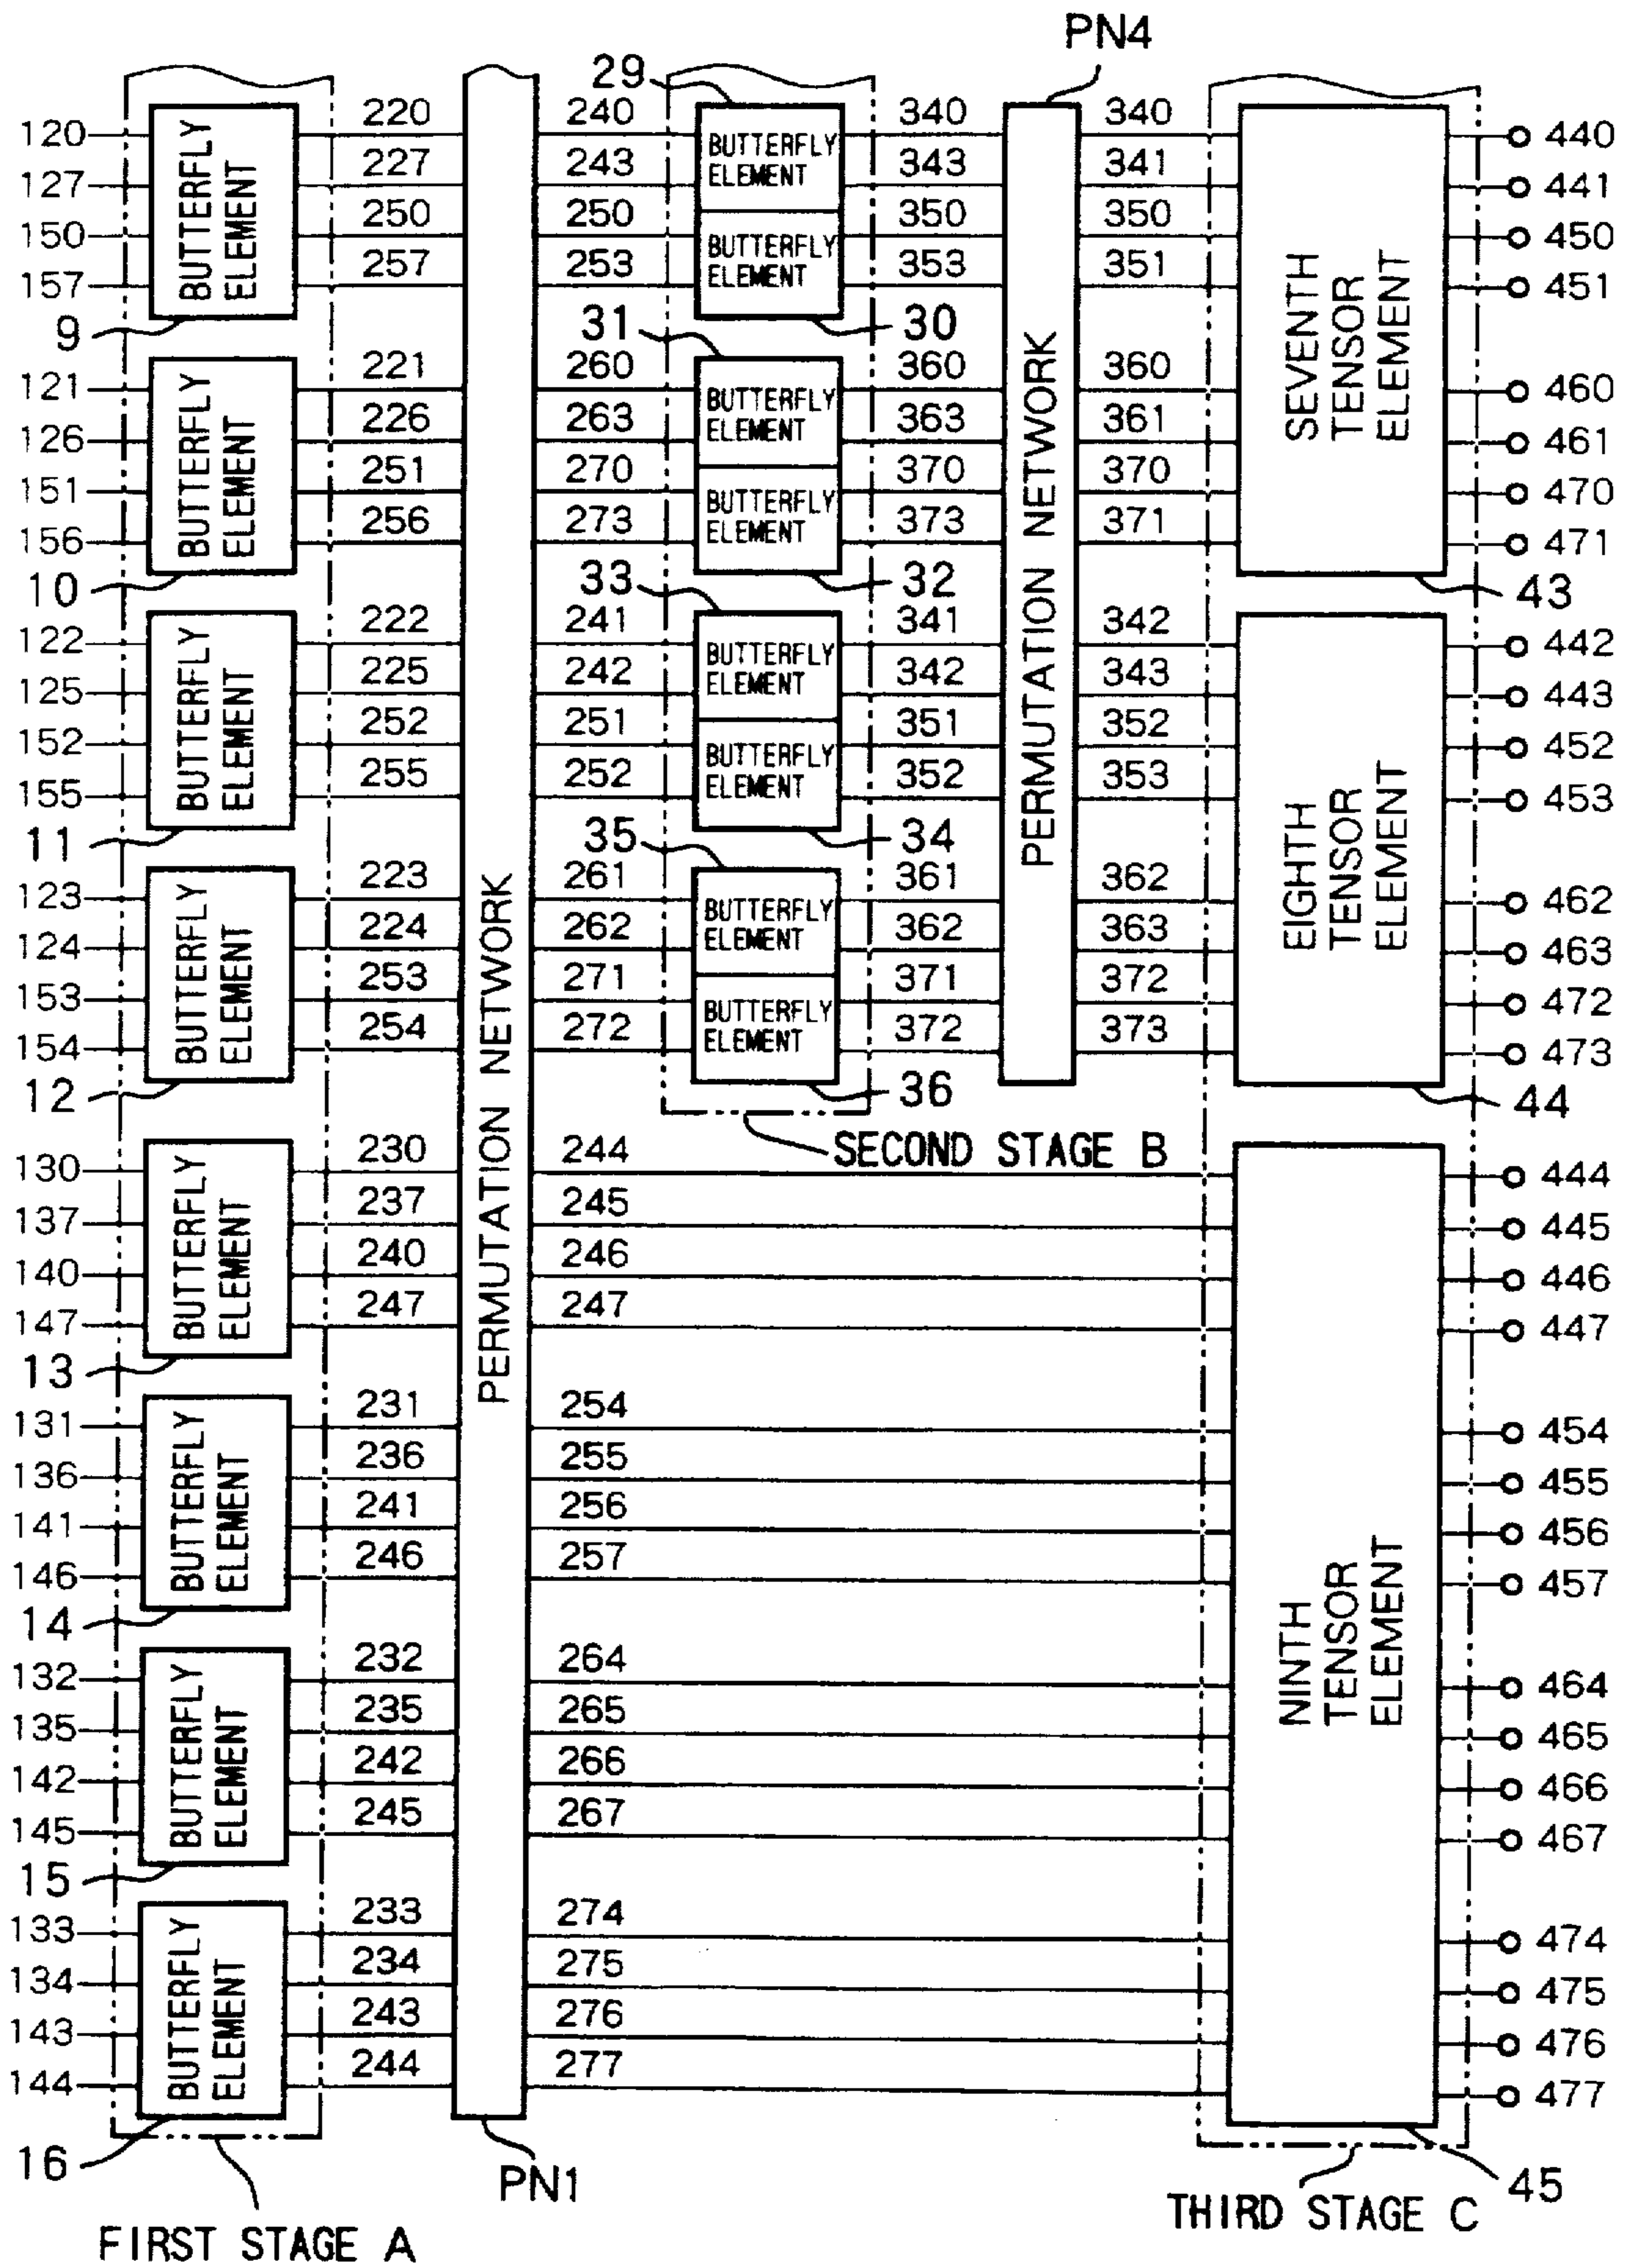 PN4
29
120 220 240 340 340 440
127 227 243 343 341 441
150 250 250 350 350 450
157 257 253 353 351 451
BUTTERFLY ELEMENT
BUTTERFLY ELEMENT
BUTTERFLY ELEMENT
SEVENTH TENSOR ELEMENT
9 31 30
121 221 260 360 360 460
126 226 263 363 361 461
151 251 270 370 370 470
156 256 273 373 371 471
BUTTERFLY ELEMENT
BUTTERFLY ELEMENT
BUTTERFLY ELEMENT
PERMUTATION NETWORK
10 33 32 43
122 222 241 341 342 442
125 225 242 342 343 443
152 252 251 351 352 452
155 255 252 352 353 453
BUTTERFLY ELEMENT
BUTTERFLY ELEMENT
BUTTERFLY ELEMENT
EIGHTH TENSOR ELEMENT
11 35 34
123 223 261 361 362 462
124 224 262 362 363 463
153 253 271 371 372 472
154 254 272 372 373 473
BUTTERFLY ELEMENT
BUTTERFLY ELEMENT
BUTTERFLY ELEMENT
12 36 44
PERMUTATION NETWORK
SECOND STAGE B
130 230 244 444
137 237 245 445
140 240 246 446
147 247 247 447
BUTTERFLY ELEMENT
13
131 231 254 454
136 236 255 455
141 241 256 456
146 246 257 457
BUTTERFLY ELEMENT
14
NINTH TENSOR ELEMENT
132 232 264 464
135 235 265 465
142 242 266 466
145 245 267 467
BUTTERFLY ELEMENT
15
133 233 274 474
134 234 275 475
143 243 276 476
144 244 277 477
BUTTERFLY ELEMENT
16 PN1 45
FIRST STAGE A
THIRD STAGE C